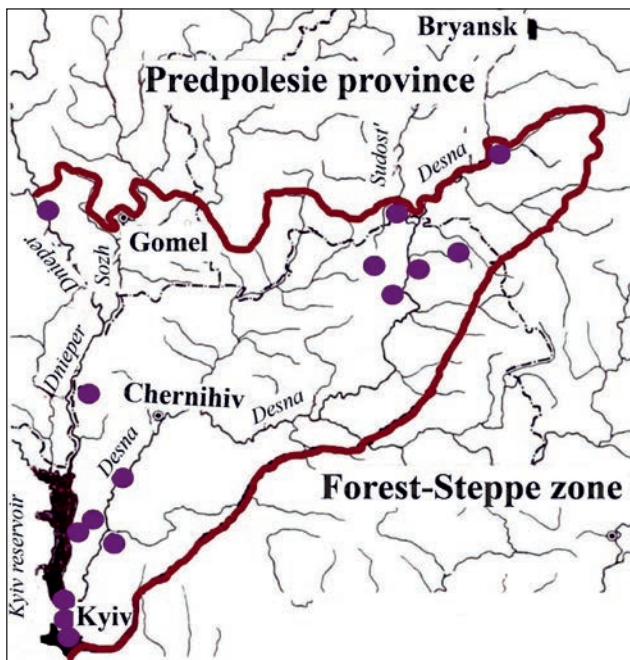 Bryansk
Predpolesie province
Sudost'
Desna
Gomel
Dnieper
Sozh
Dnieper
Chernihiv
Desna
Desna
Forest-Steppe zone
Kyiv reservoir
Kyiv